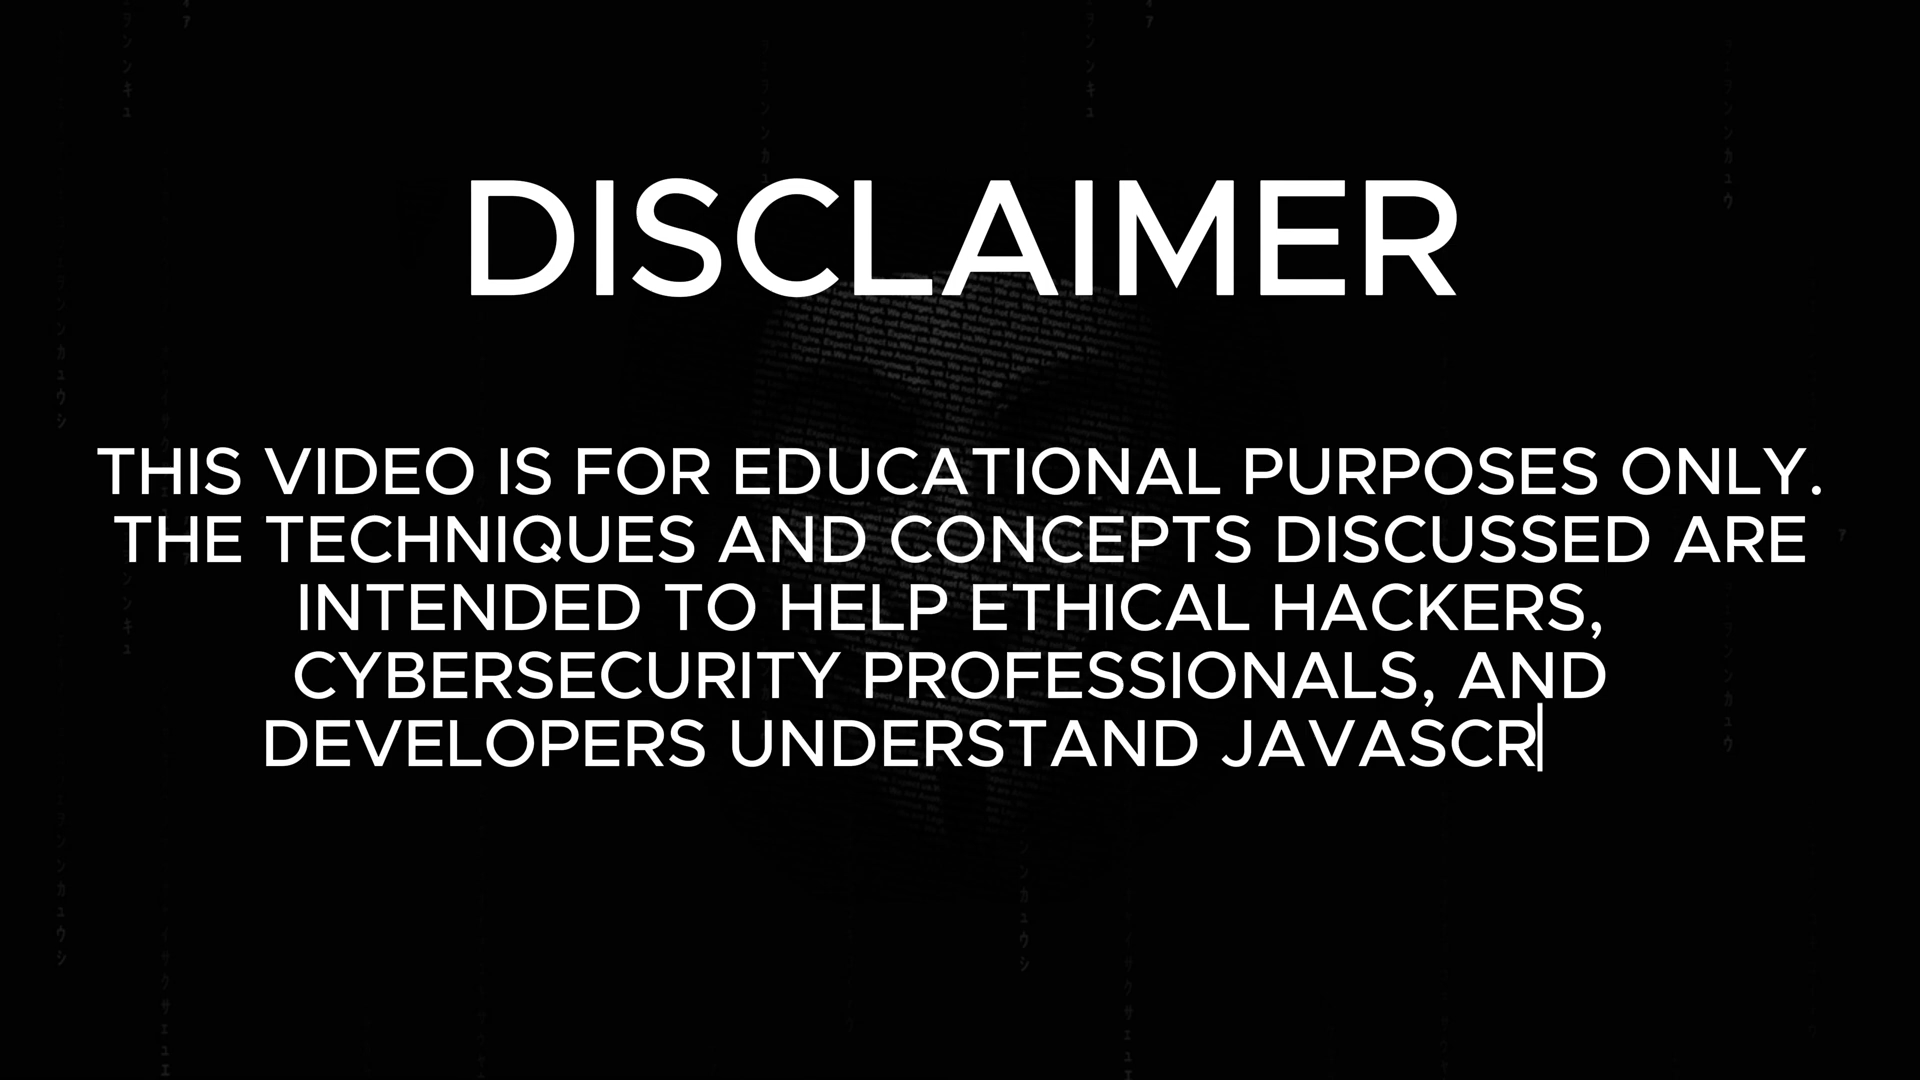 DISCLAIMER
THIS VIDEO IS FOR EDUCATIONAL PURPOSES ONLY.
THE TECHNIQUES AND CONCEPTS DISCUSSED ARE
INTENDED TO HELP ETHICAL HACKERS,
CYBERSECURITY PROFESSIONALS, AND
DEVELOPERS UNDERSTAND JAVASCR